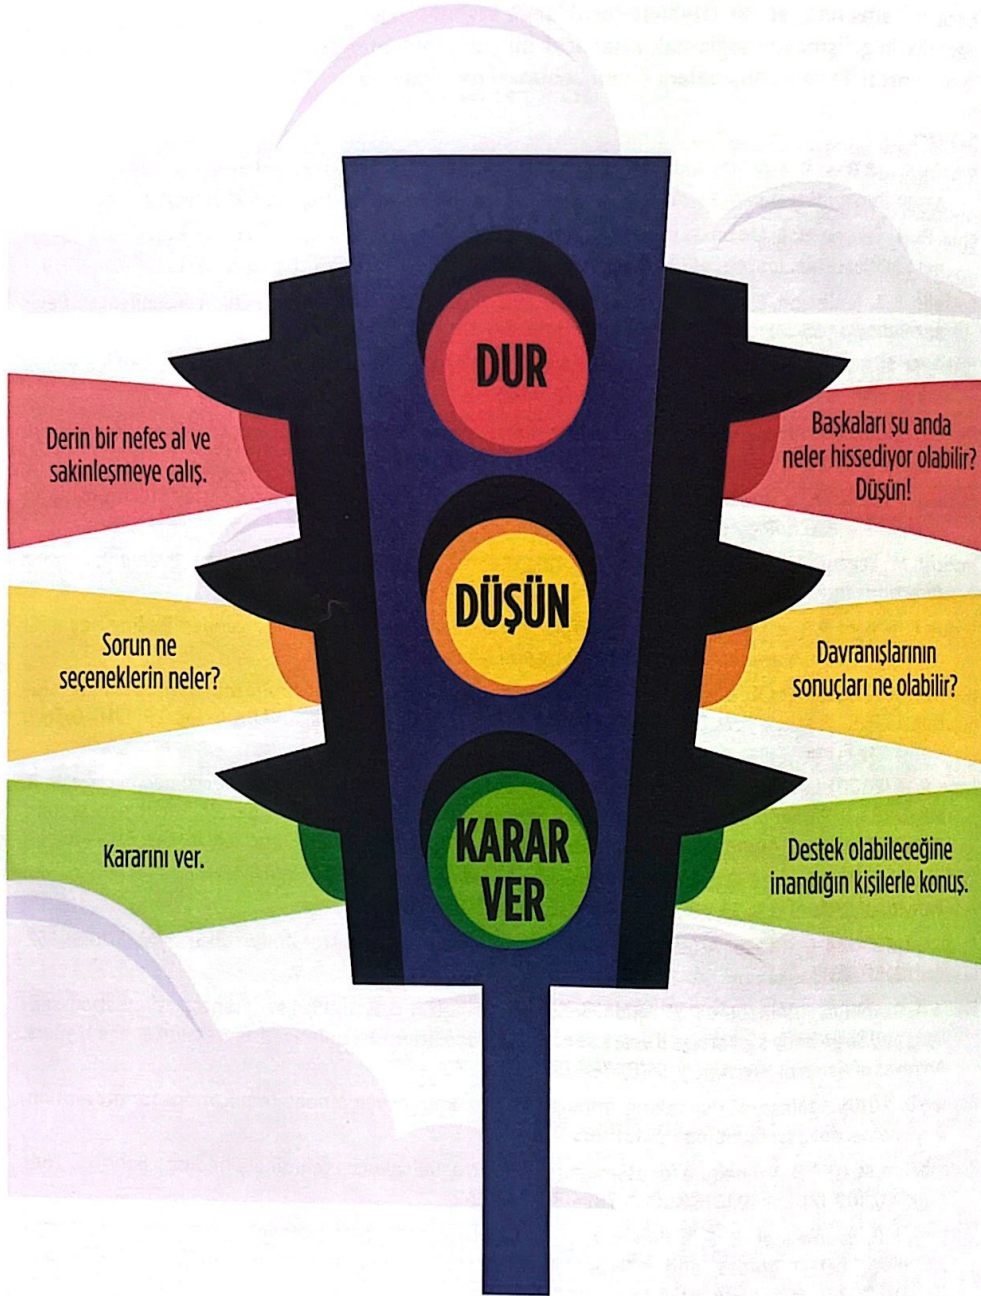 DUR
Derin bir nefes al ve
sakinleşmeye çalış.
Başkaları şu anda
neler hissediyor olabilir?
Düşün!
DÜŞÜN
Sorun ne
seçeneklerin neler?
Davranışlarının
sonuçları ne olabilir?
KARAR
VER
Kararını ver.
Destek olabileceğine
inandığın kişilerle konuş.